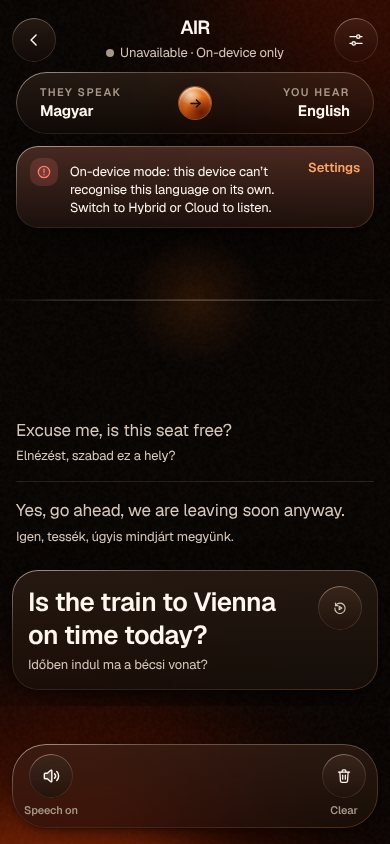 AIR
Unavailable · On-device only
THEY SPEAK
Magyar
YOU HEAR
English
On-device mode: this device can't
recognise this language on its own.
Switch to Hybrid or Cloud to listen.
Settings
Excuse me, is this seat free?
Elnézést, szabad ez a hely?
Yes, go ahead, we are leaving soon anyway.
Igen, tessék, úgyis mindjárt megyünk.
Is the train to Vienna
on time today?
Időben indul ma a bécsi vonat?
Speech on
Clear